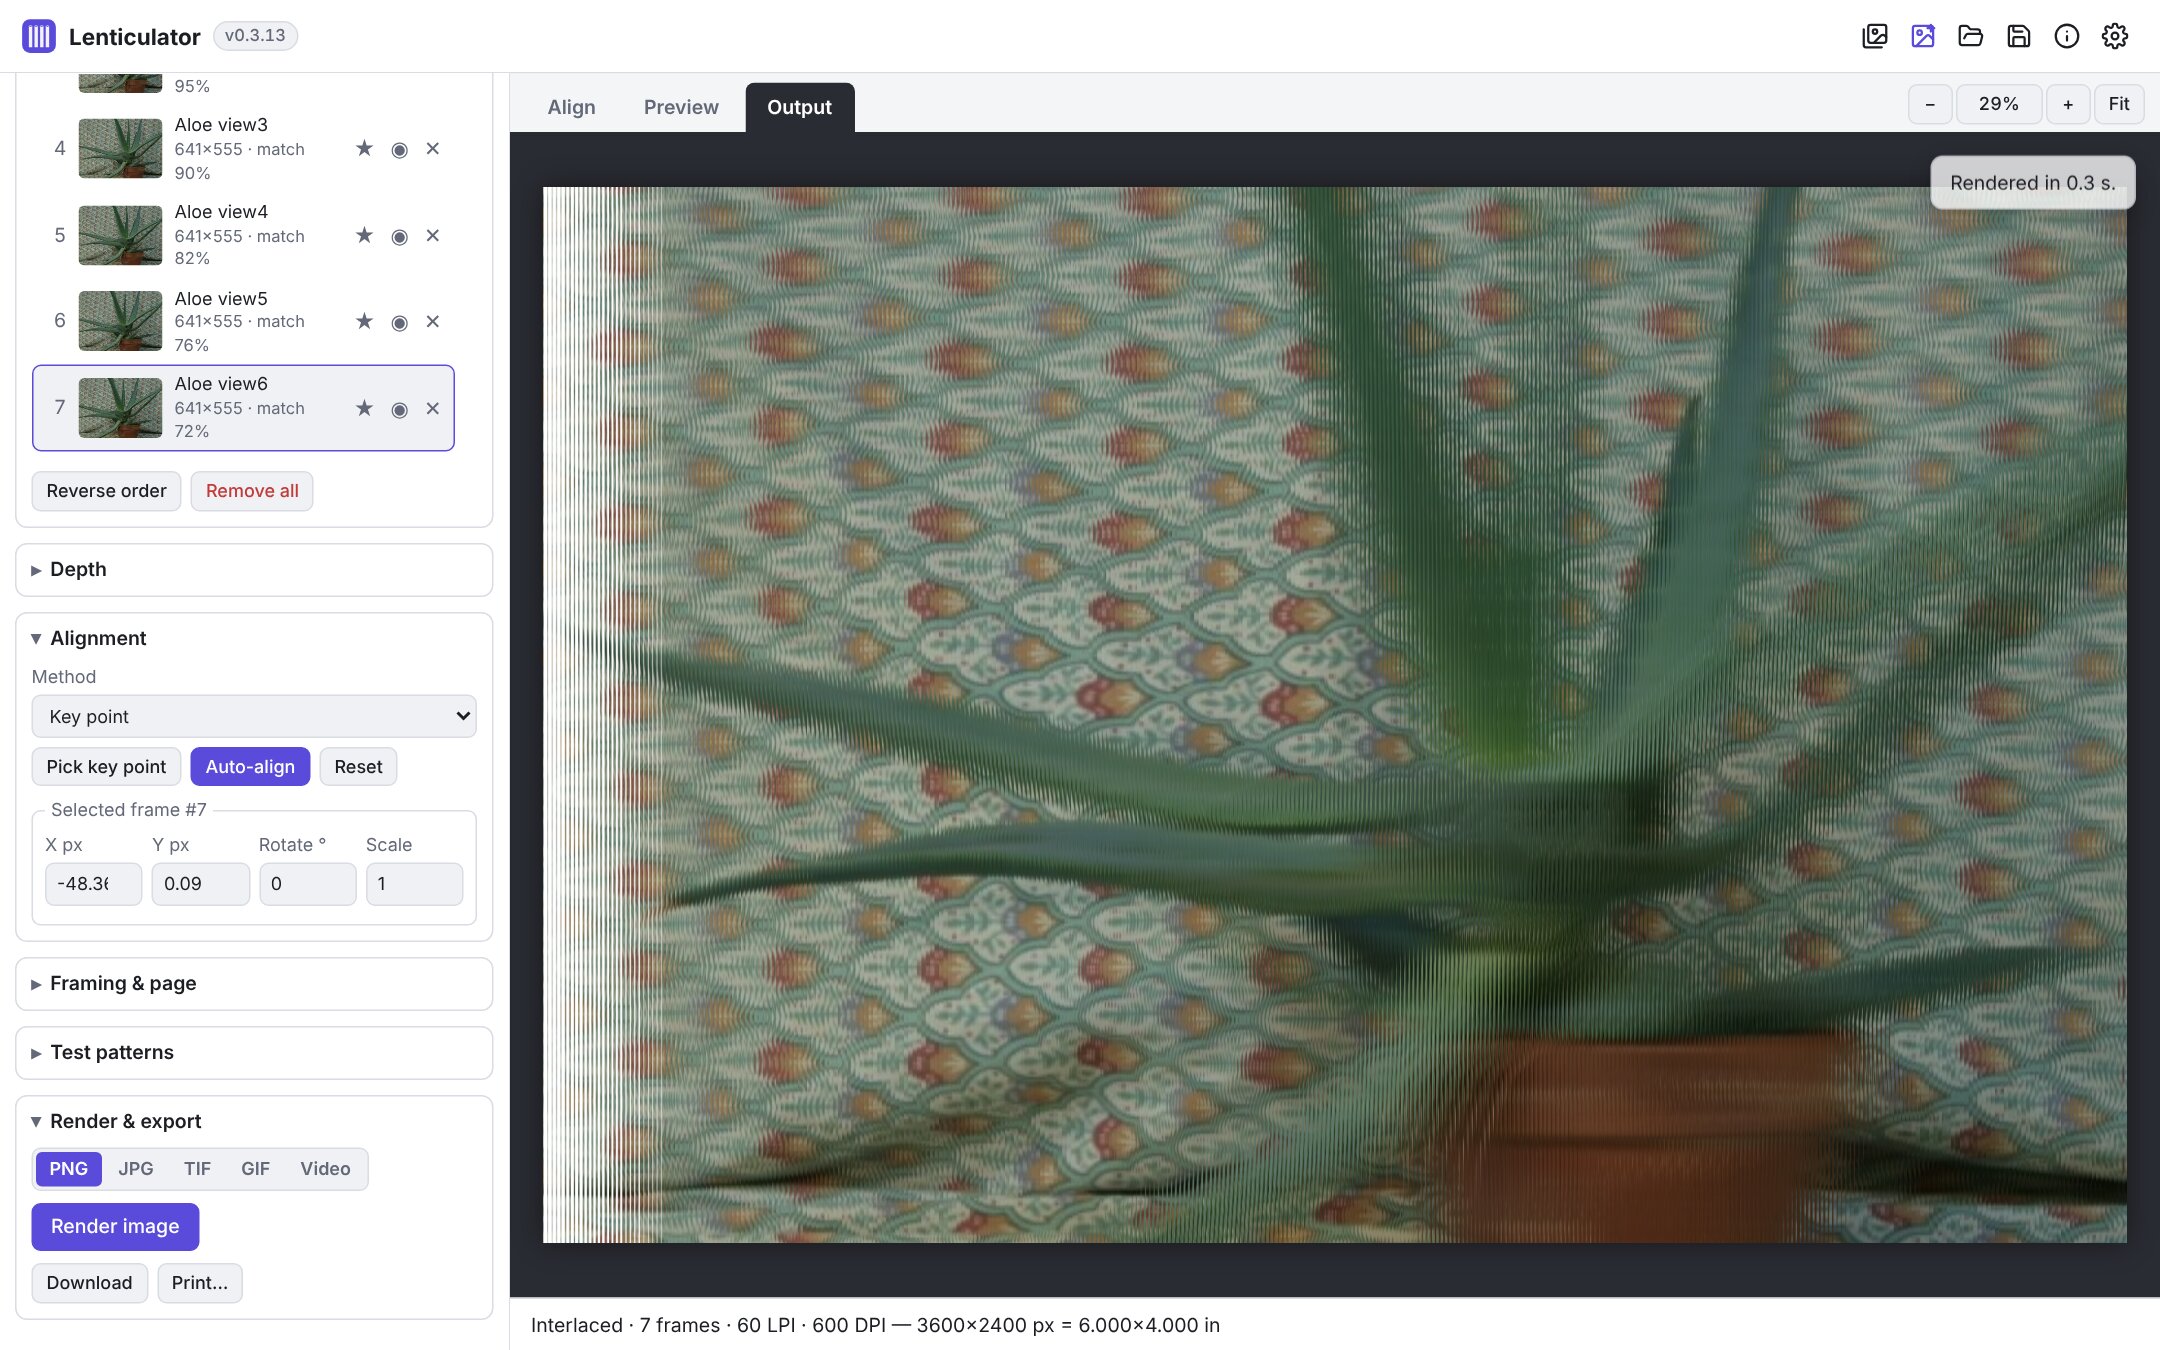 Lenticulator v0.3.13
95%
4
Aloe view3
641×555 · match
90%
★ ◉ ✕
5
Aloe view4
641×555 · match
82%
★ ◉ ✕
6
Aloe view5
641×555 · match
76%
★ ◉ ✕
7
Aloe view6
641×555 · match
72%
★ ◉ ✕
Reverse order Remove all
▸ Depth
▾ Alignment
Method
Key point
Pick key point Auto-align Reset
Selected frame #7
X px Y px Rotate ° Scale
-48.36 0.09 0 1
▸ Framing & page
▸ Test patterns
▾ Render & export
PNG JPG TIF GIF Video
Render image
Download Print...
Align Preview Output
− 29% + Fit
Rendered in 0.3 s.
Interlaced · 7 frames · 60 LPI · 600 DPI — 3600×2400 px = 6.000×4.000 in